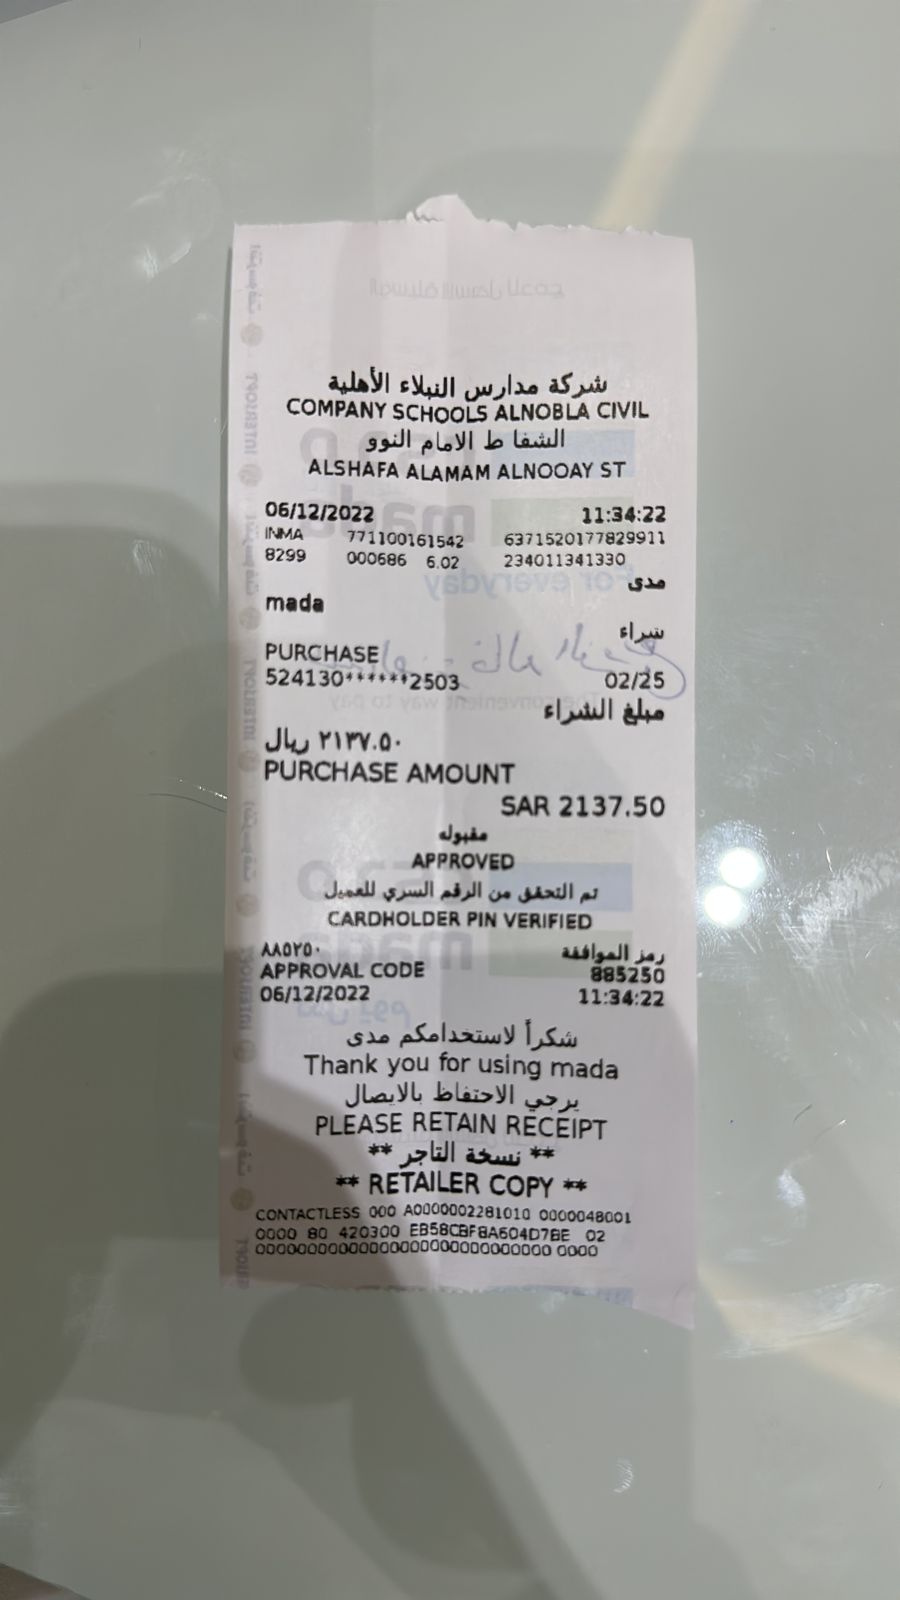 شركة مدارس النبلاء الأهلية
COMPANY SCHOOLS ALNOBLA CIVIL
الشفا ط الامام النوو
ALSHAFA ALAMAM ALNOOAY ST
06/12/2022 11:34:22
INMA 771100161542 6371520177829911
8299 000686 6.02 234011341330
مدى
mada
شراء
PURCHASE
524130******2503 02/25
مبلغ الشراء
٢١٣٧.٥٠ ريال
PURCHASE AMOUNT
SAR 2137.50
مقبوله
APPROVED
تم التحقق من الرقم السري للعميل
CARDHOLDER PIN VERIFIED
٨٨٥٢٥٠ رمز الموافقة
APPROVAL CODE 885250
06/12/2022 11:34:22
شكراً لاستخدامكم مدى
Thank you for using mada
يرجي الاحتفاظ بالايصال
PLEASE RETAIN RECEIPT
** نسخة التاجر **
** RETAILER COPY **
CONTACTLESS 000 A0000002281010 0000048001
0000 80 420300 EB58CBF8A604D7BE 02
0000000000000000000000000000000 0000